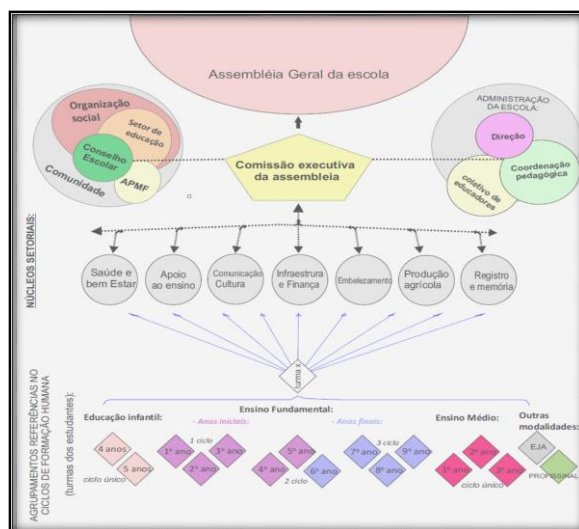 Assembléia Geral da escola
Organização
social
Setor de
educação
Conselho
Escolar
APMF
Comunidade
Comissão executiva
da assembleia
ADMINISTRAÇÃO
DA ESCOLA:
Direção
Coordenação
pedagógica
coletivo de
educadores
NÚCLEOS SETORIAIS:
Saúde e
bem Estar
Apoio
ao ensino
Comunicação
Cultura
Infraestrura
e Finança
Embelezamento
Produção
agrícola
Registro
e memória
turma x
AGRUPAMENTOS REFERÊNCIAS NO
CICLOS DE FORMAÇÃO HUMANA
(turmas dos estudantes):
Educação infantil:
4 anos
5 anos
ciclo único
Ensino Fundamental:
- Anos iniciais:
1 ciclo
1º ano
2º ano
3º ano
4º ano
5º ano
6º ano
2 ciclo
- Anos finais:
3 ciclo
7º ano
8º ano
9º ano
Ensino Médio:
1º ano
2º ano
3º ano
ciclo único
Outras
modalidades:
EJA
PROFISSINAL